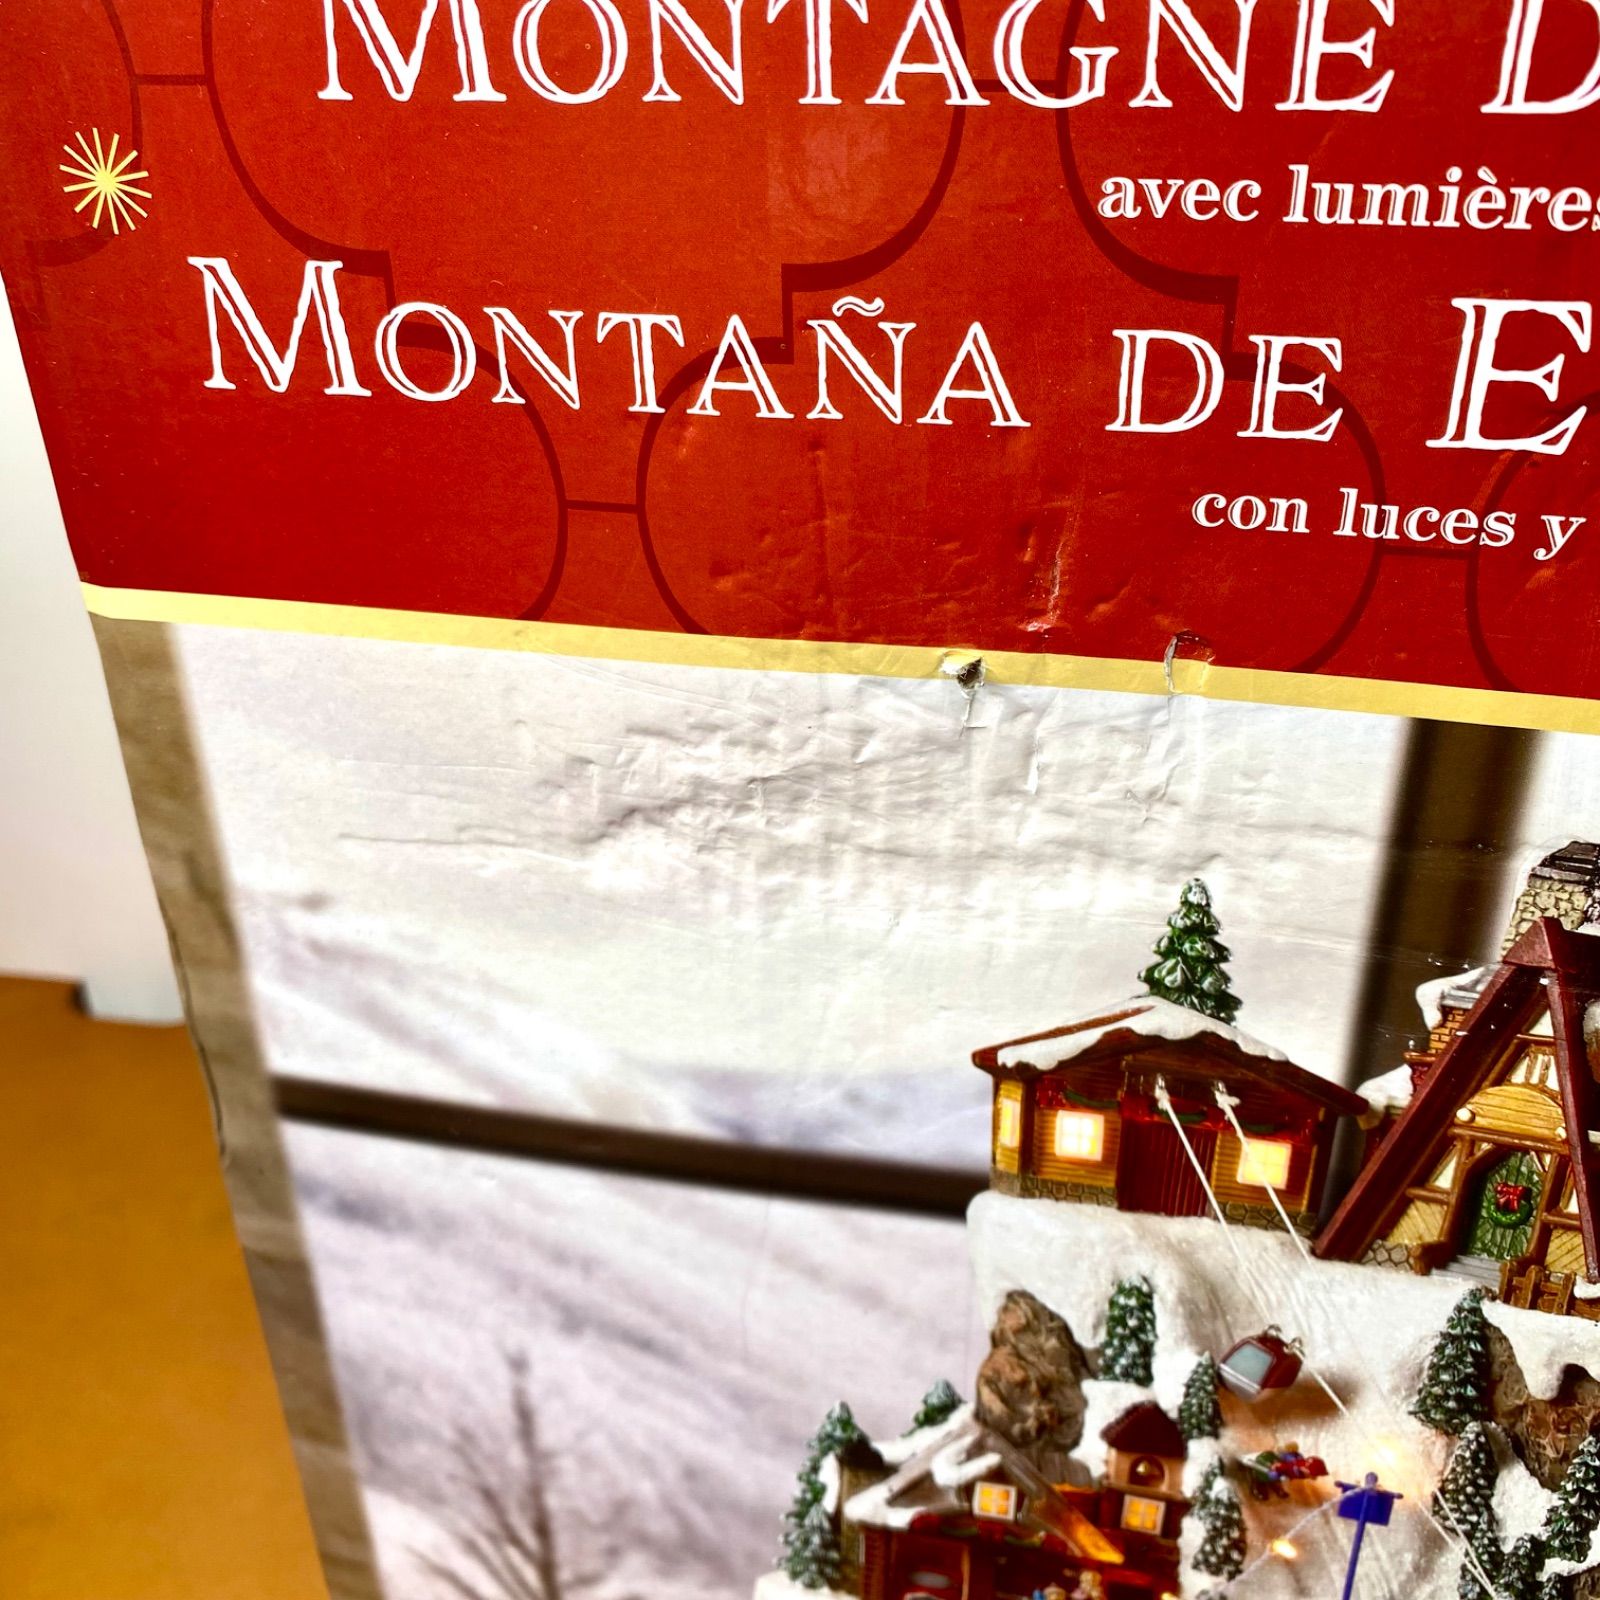 MONTAGNE D
avec lumières
MONTAÑA DE E
con luces y